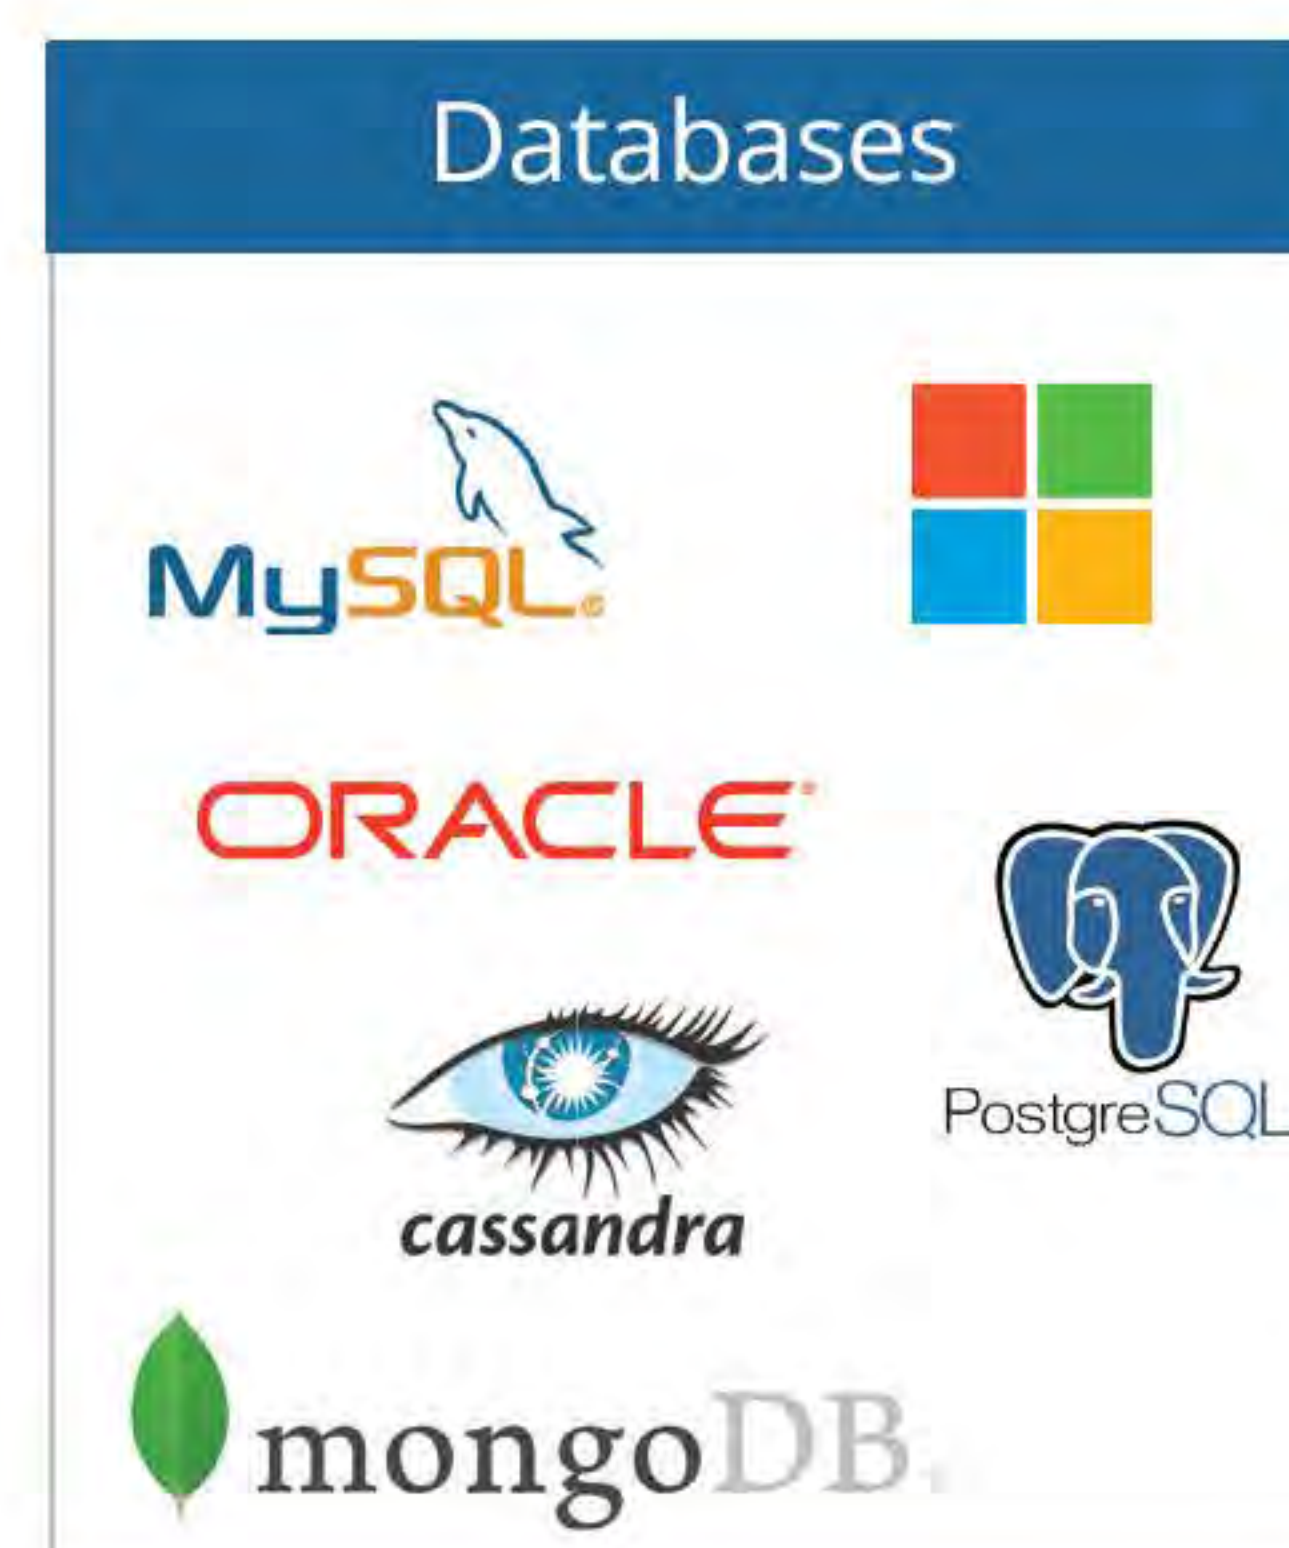 Databases
MySQL®
ORACLE®
PostgreSQL
cassandra
mongoDB